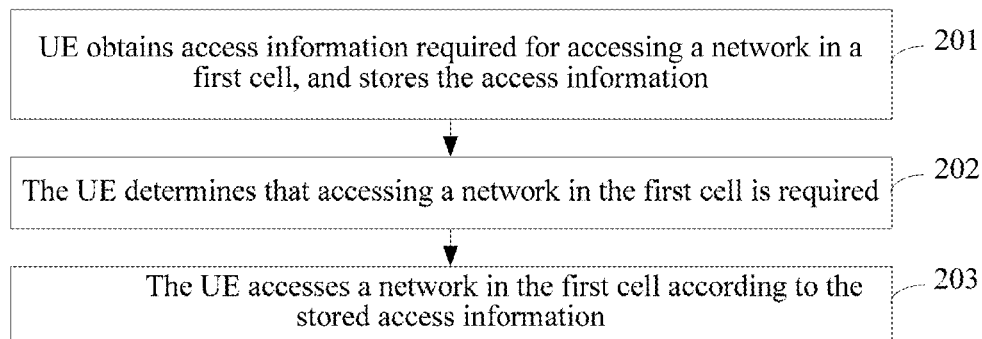 UE obtains access information required for accessing a network in a
first cell, and stores the access information
201
The UE determines that accessing a network in the first cell is required
202
The UE accesses a network in the first cell according to the
stored access information
203